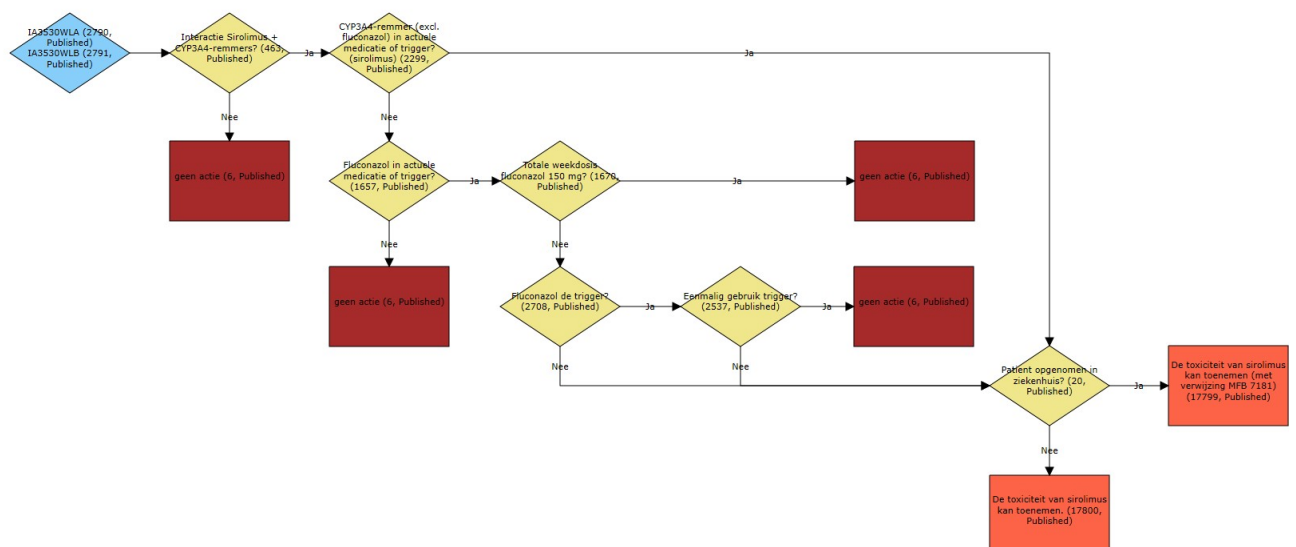 IA3530WLA (2790,
Published)
IA3530WLB (2791,
Published)
Interactie Sirolimus +
CYP3A4-remmers? (463,
Published)
Ja
CYP3A4-remmer (excl.
fluconazol) in actuele
medicatie of trigger?
(sirolimus) (2299,
Published)
Ja
Nee
Nee
geen actie (6, Published)
Fluconazol in actuele
medicatie of trigger?
(1657, Published)
Ja
Totale weekdosis
fluconazol 150 mg? (1670,
Published)
Ja
geen actie (6, Published)
Nee
Nee
geen actie (6, Published)
Fluconazol de trigger?
(2708, Published)
Ja
Eenmalig gebruik trigger?
(2537, Published)
Ja
geen actie (6, Published)
Nee
Nee
Patient opgenomen in
ziekenhuis? (20,
Published)
Ja
De toxiciteit van sirolimus
kan toenemen (met
verwijzing MFB 7181)
(17799, Published)
Nee
De toxiciteit van sirolimus
kan toenemen. (17800,
Published)